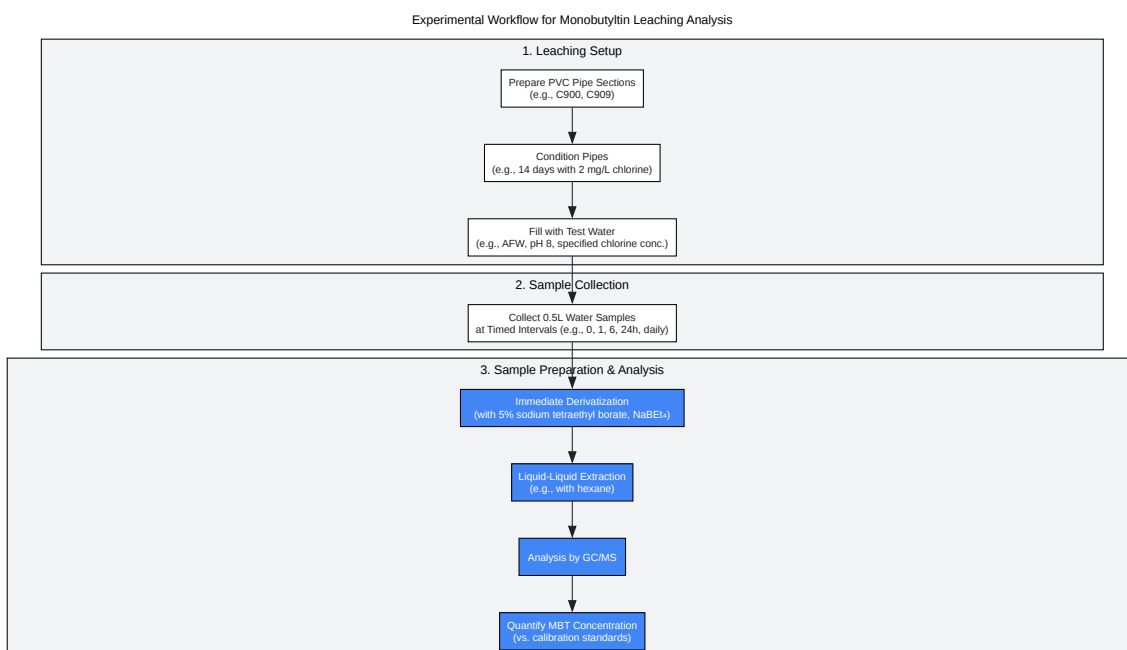 Experimental Workflow for Monobutyltin Leaching Analysis
1. Leaching Setup
Prepare PVC Pipe Sections
(e.g., C900, C909)
Condition Pipes
(e.g., 14 days with 2 mg/L chlorine)
Fill with Test Water
(e.g., AFW, pH 8, specified chlorine conc.)
2. Sample Collection
Collect 0.5L Water Samples
at Timed Intervals (e.g., 0, 1, 6, 24h, daily)
3. Sample Preparation & Analysis
Immediate Derivatization
(with 5% sodium tetraethyl borate, NaBEt₄)
Liquid-Liquid Extraction
(e.g., with hexane)
Analysis by GC/MS
Quantify MBT Concentration
(vs. calibration standards)